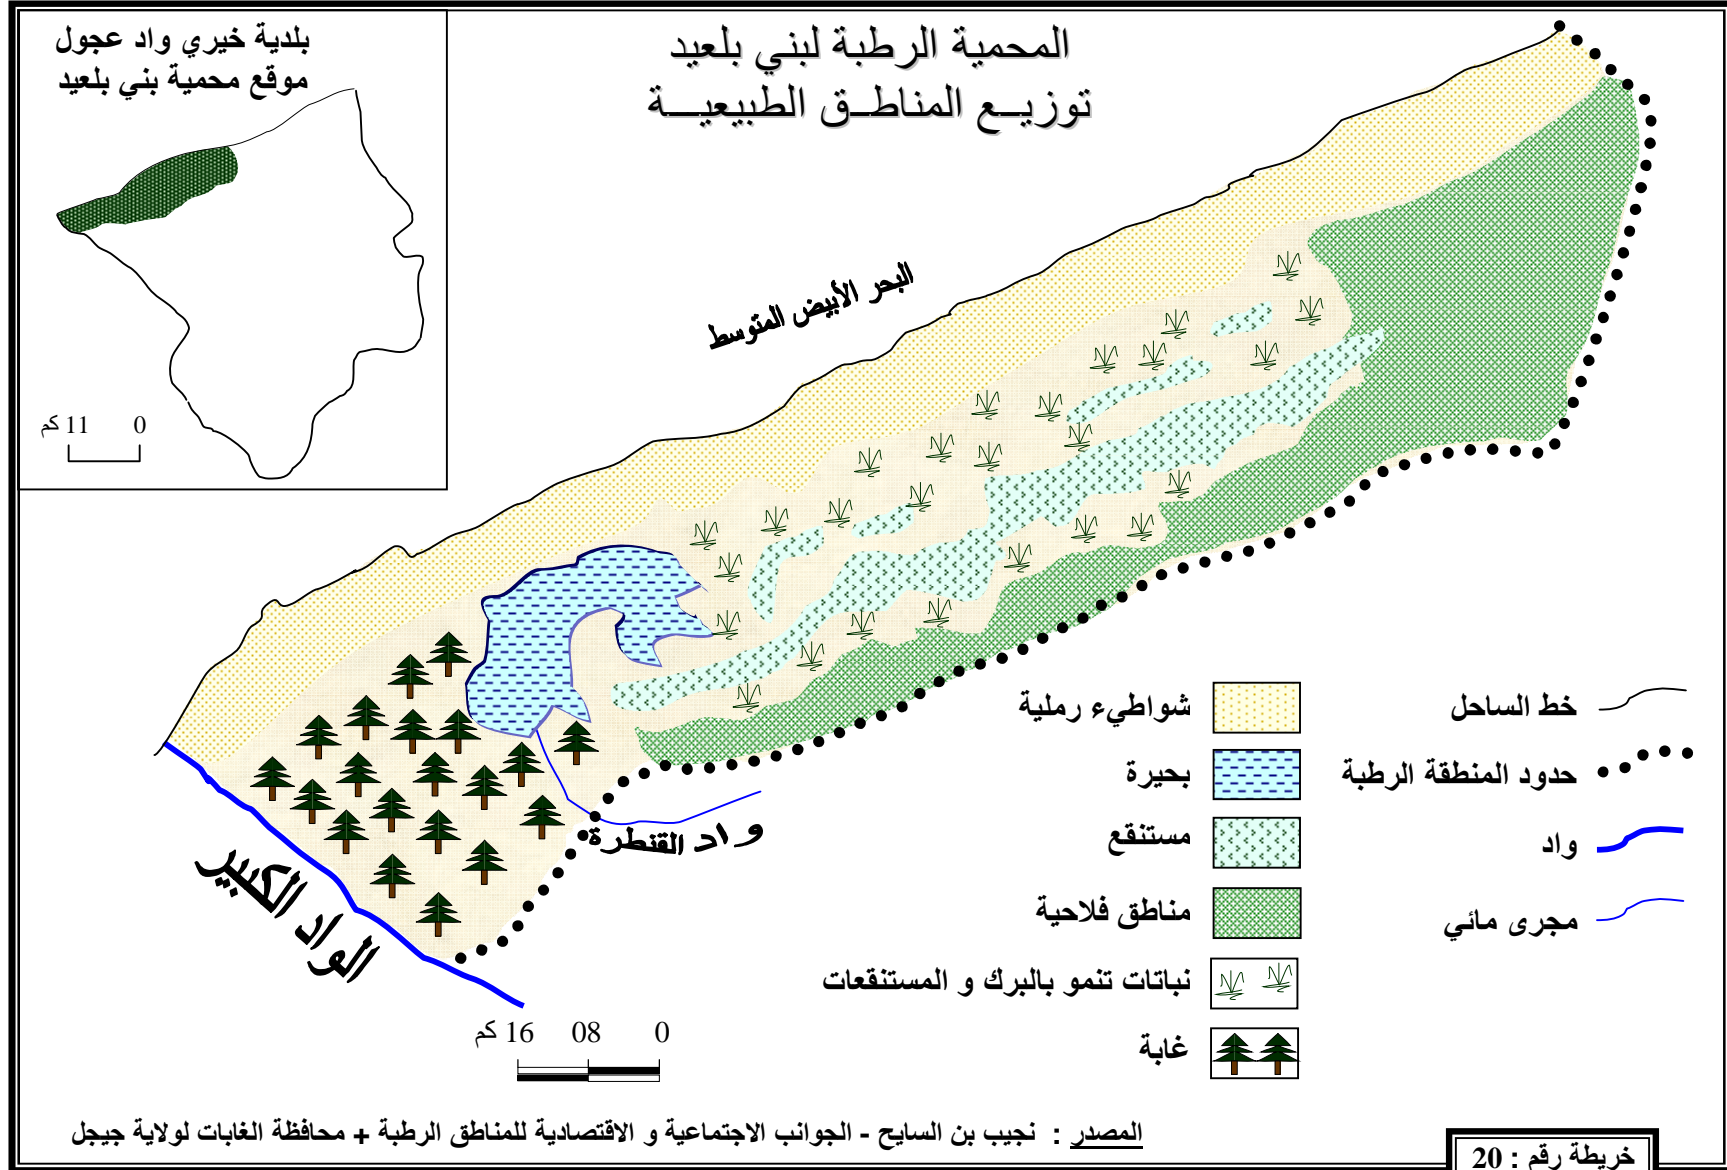 المحمية الرطبة لبني بلعيد
توزيــع المناطــق الطبيعيـــة
بلدية خيري واد عجول
موقع محمية بني بلعيد
0 11 كم
البحر الأبيض المتوسط
واد القنطرة
الواد الكبير
خط الساحل
حدود المنطقة الرطبة
واد
مجرى مائي
شواطيء رملية
بحيرة
مستنقع
مناطق فلاحية
نباتات تنمو بالبرك و المستنقعات
غابة
0 08 16 كم
المصدر : نجيب بن السايح - الجوانب الاجتماعية و الاقتصادية للمناطق الرطبة + محافظة الغابات لولاية جيجل
خريطة رقم : 20